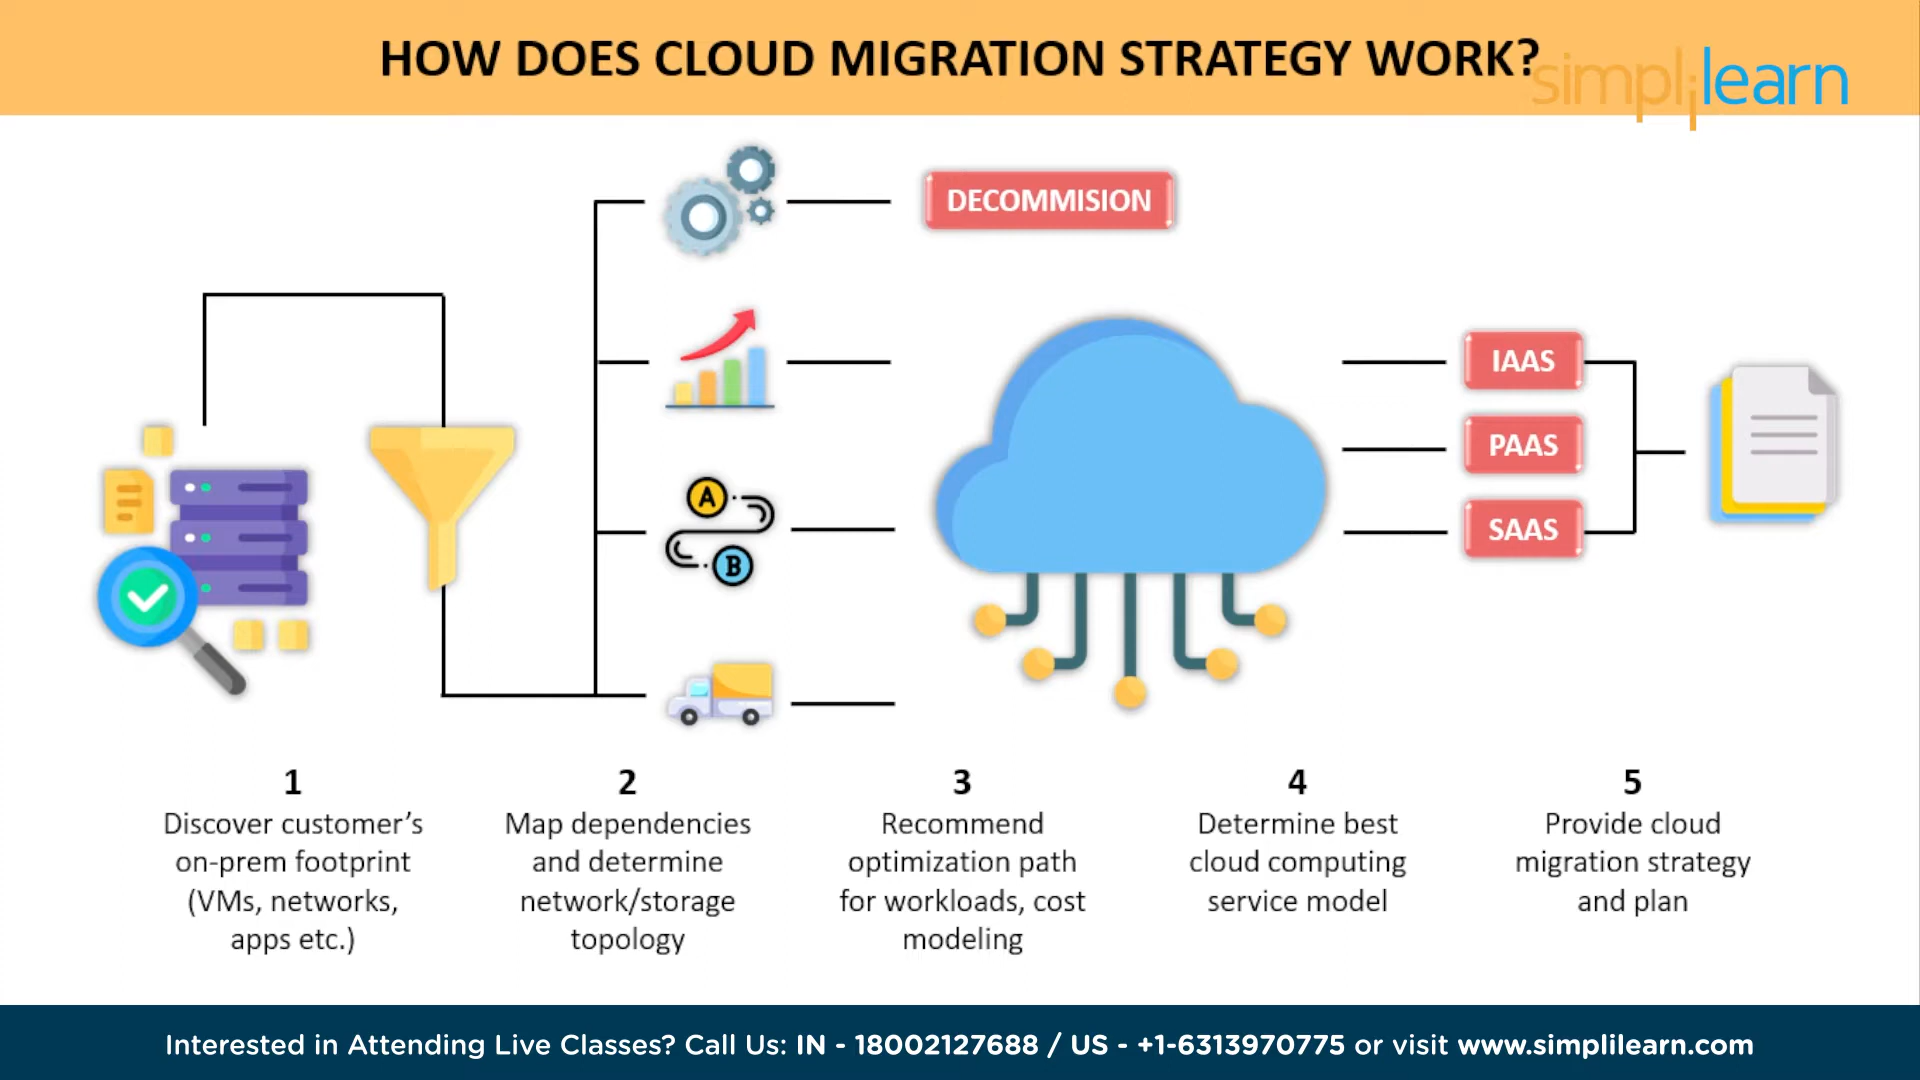 HOW DOES CLOUD MIGRATION STRATEGY WORK?
simplilearn
DECOMMISION
IAAS
PAAS
SAAS
A
B
1
Discover customer's
on-prem footprint
(VMs, networks,
apps etc.)
2
Map dependencies
and determine
network/storage
topology
3
Recommend
optimization path
for workloads, cost
modeling
4
Determine best
cloud computing
service model
5
Provide cloud
migration strategy
and plan
Interested in Attending Live Classes? Call Us: IN - 18002127688 / US - +1-6313970775 or visit www.simplilearn.com